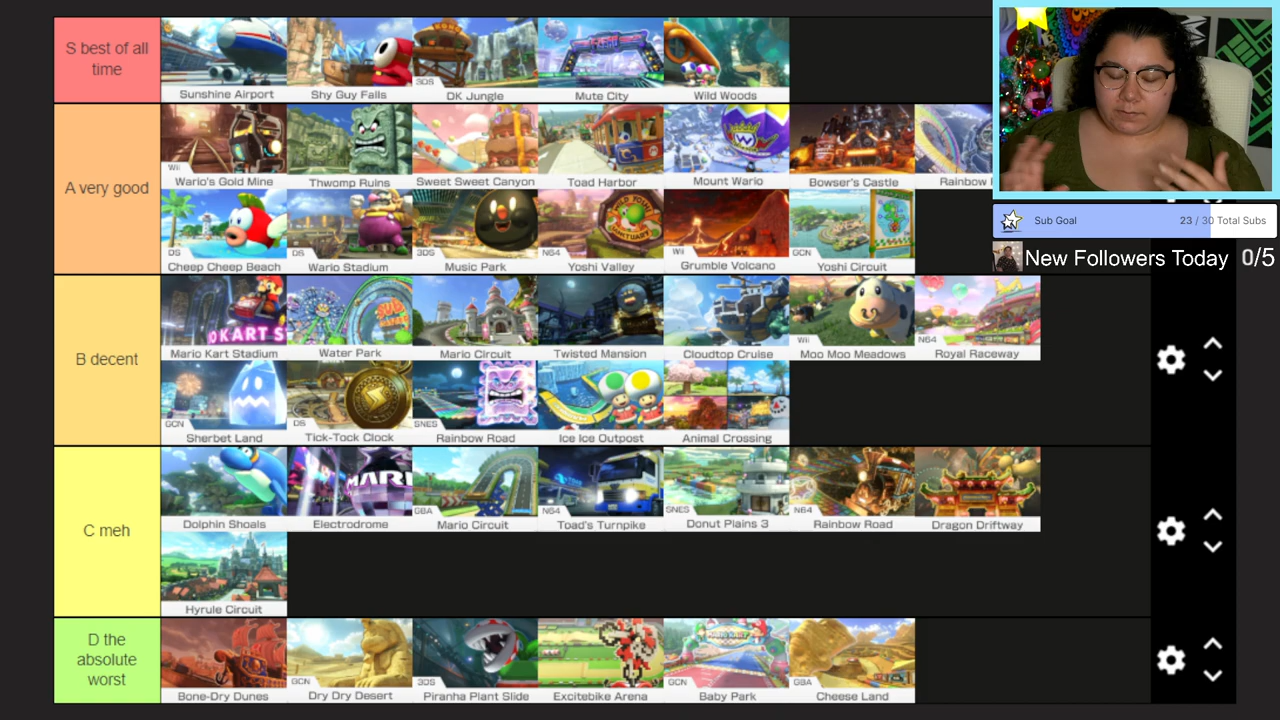 S best of all
time
Sunshine Airport
Shy Guy Falls
3DS
DK Jungle
Mute City
Wild Woods
A very good
Wii
Wario's Gold Mine
Thwomp Ruins
Sweet Sweet Canyon
Toad Harbor
Mount Wario
Bowser's Castle
Rainbow
DS
Cheep Cheep Beach
DS
Wario Stadium
3DS
Music Park
N64
Yoshi Valley
Wii
Grumble Volcano
GCN
Yoshi Circuit
Sub Goal
23 / 30 Total Subs
New Followers Today 0/5
B decent
Mario Kart Stadium
Water Park
Mario Circuit
Twisted Mansion
Cloudtop Cruise
Wii
Moo Moo Meadows
N64
Royal Raceway
GCN
Sherbet Land
DS
Tick-Tock Clock
SNES
Rainbow Road
Ice Ice Outpost
Animal Crossing
C meh
Dolphin Shoals
Electrodrome
GBA
Mario Circuit
N64
Toad's Turnpike
SNES
Donut Plains 3
N64
Rainbow Road
Dragon Driftway
Hyrule Circuit
D the
absolute
worst
Bone-Dry Dunes
GCN
Dry Dry Desert
3DS
Piranha Plant Slide
Excitebike Arena
GCN
Baby Park
GBA
Cheese Land